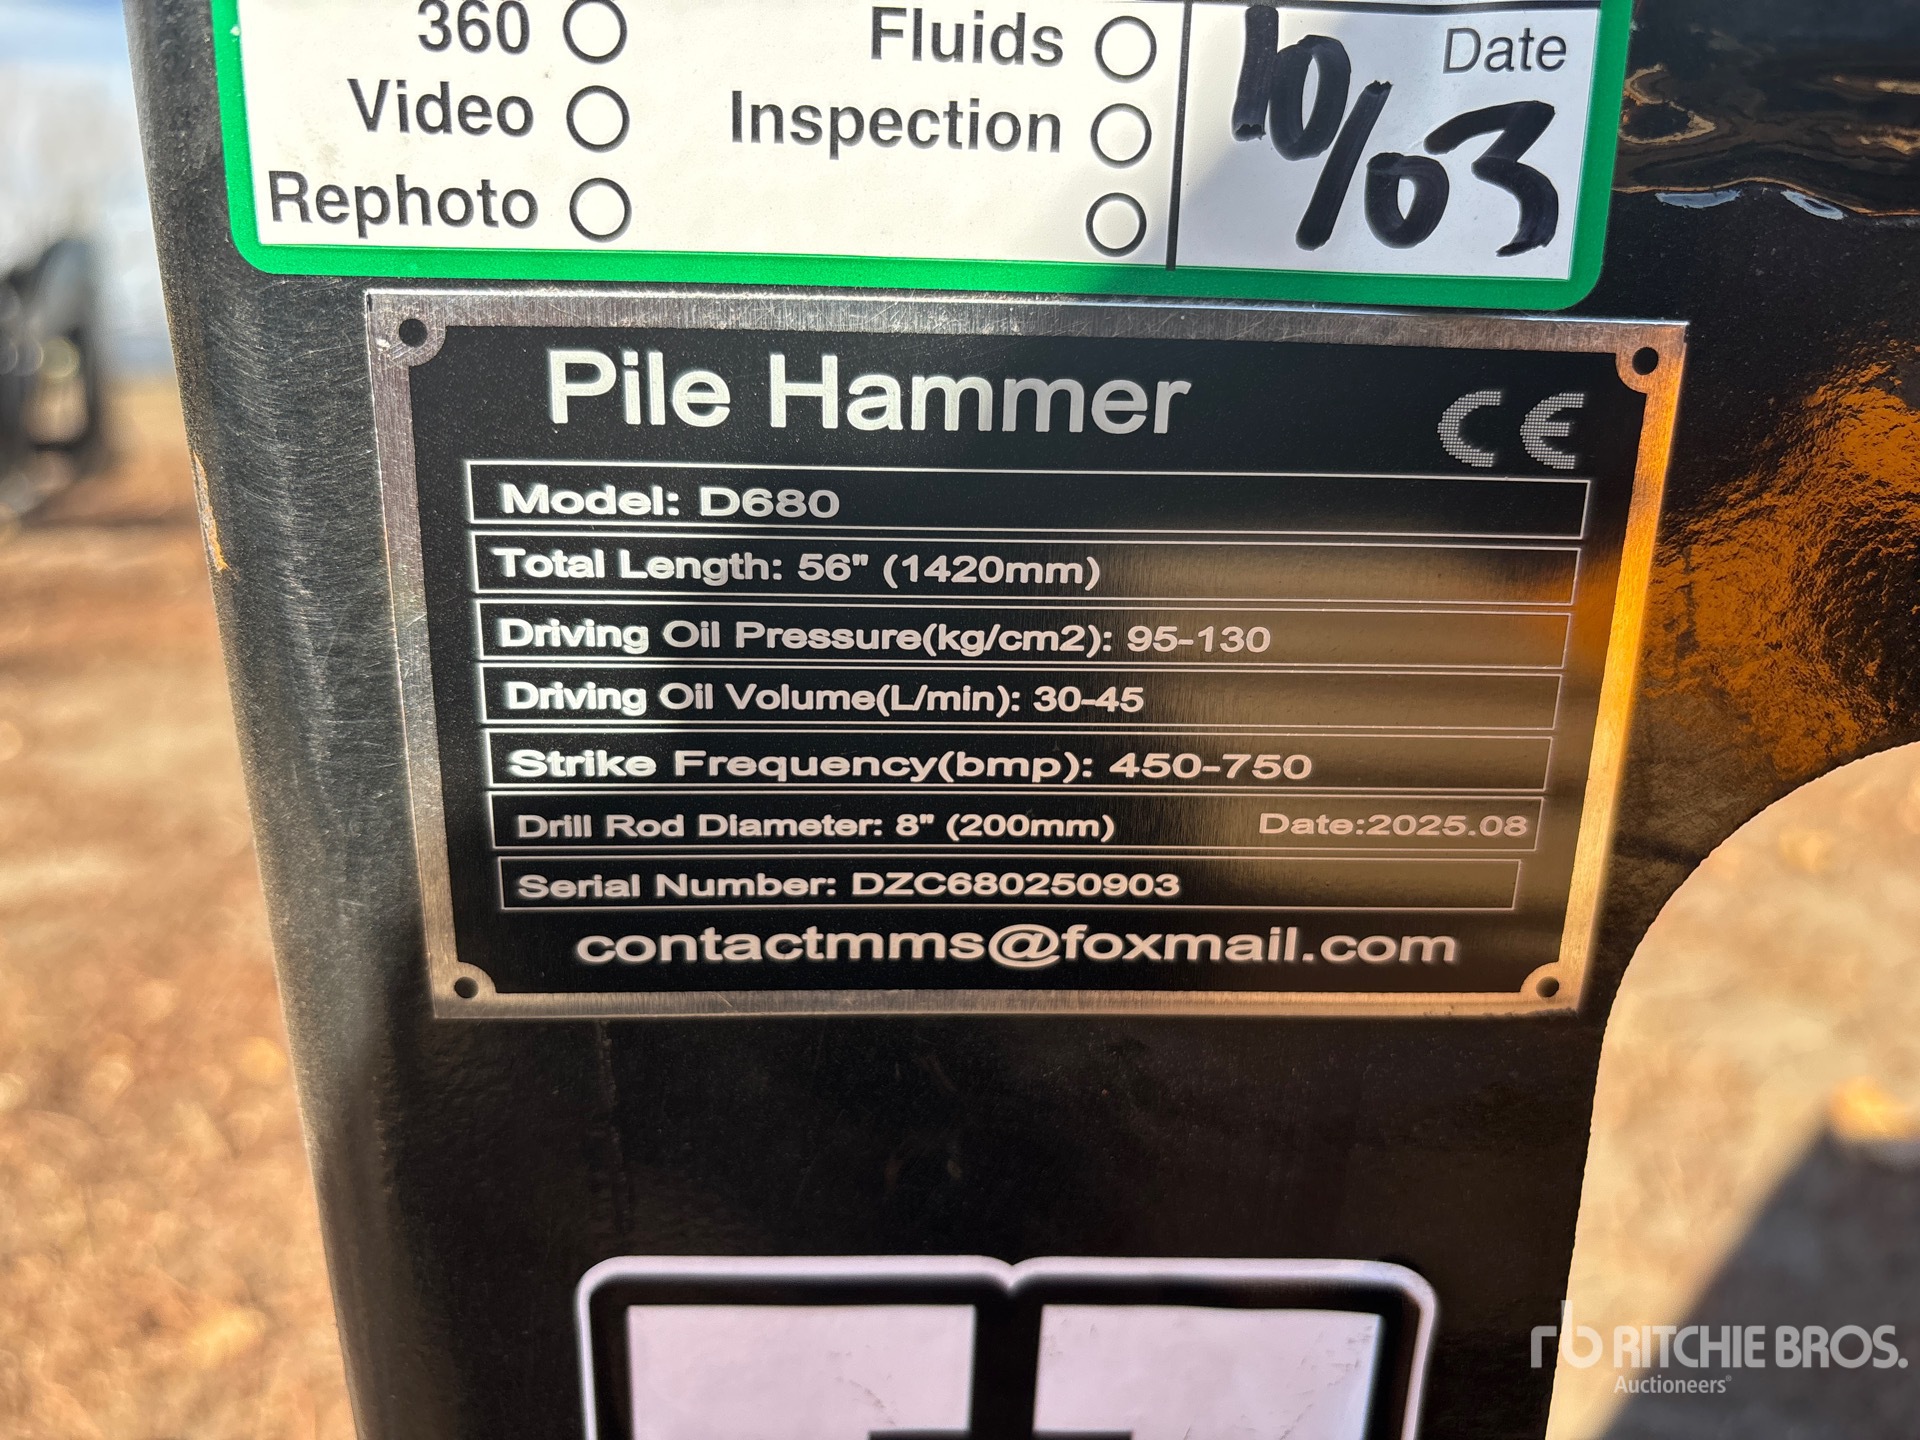 360
Video
Rephoto
Fluids
Inspection
Date
10/03
Pile Hammer
CE
Model: D680
Total Length: 56" (1420mm)
Driving Oil Pressure(kg/cm2): 95-130
Driving Oil Volume(L/min): 30-45
Strike Frequency(bmp): 450-750
Drill Rod Diameter: 8" (200mm) Date:2025.08
Serial Number: DZC680250903
contactmms@foxmail.com
rb RITCHIE BROS.
Auctioneers®